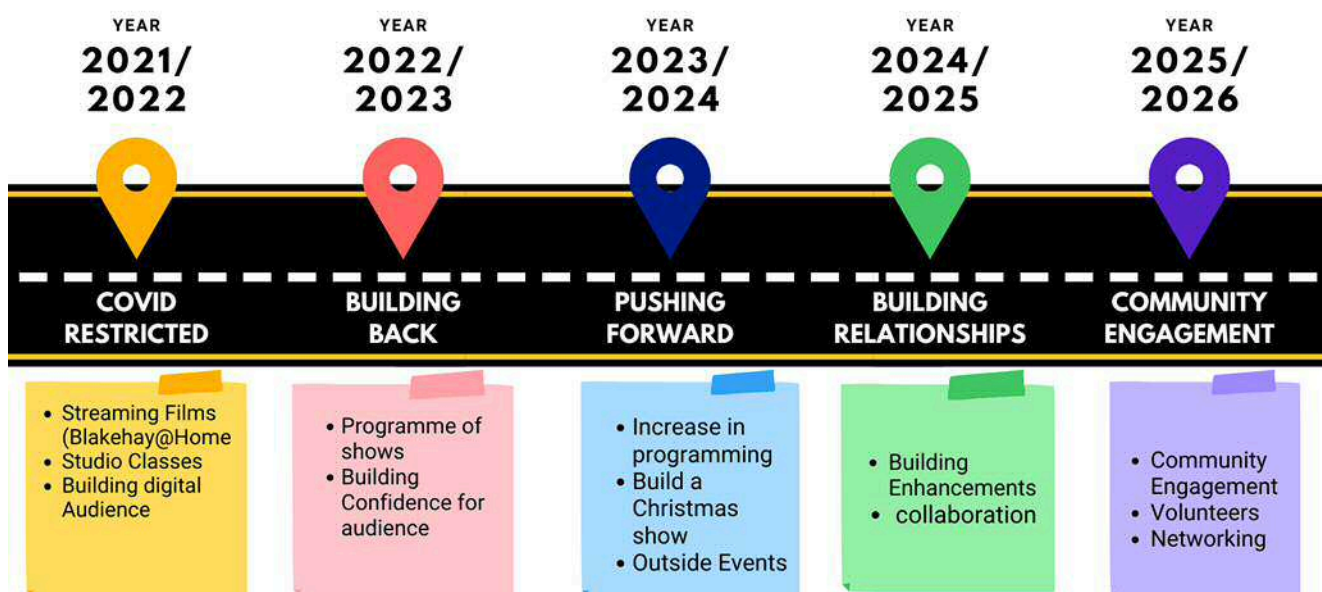 YEAR
2021/
2022
YEAR
2022/
2023
YEAR
2023/
2024
YEAR
2024/
2025
YEAR
2025/
2026
COVID
RESTRICTED
BUILDING
BACK
PUSHING
FORWARD
BUILDING
RELATIONSHIPS
COMMUNITY
ENGAGEMENT
• Streaming Films
(Blakehay@Home
• Studio Classes
• Building digital
Audience
• Programme of
shows
• Building
Confidence for
audience
• Increase in
programming
• Build a
Christmas
show
• Outside Events
• Building
Enhancements
• collaboration
• Community
Engagement
• Volunteers
• Networking